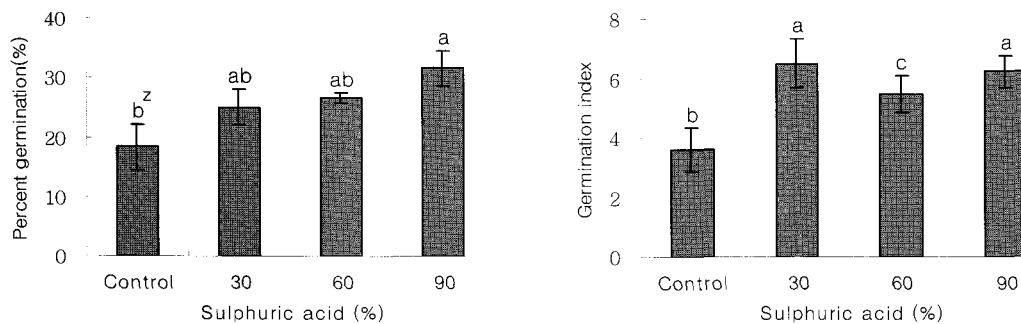 Percent germination(%)
40
30
20
10
0
b^z
ab
ab
a
Control 30 60 90
Sulphuric acid (%)
Germination index
8
6
4
2
0
b
a
c
a
Control 30 60 90
Sulphuric acid (%)